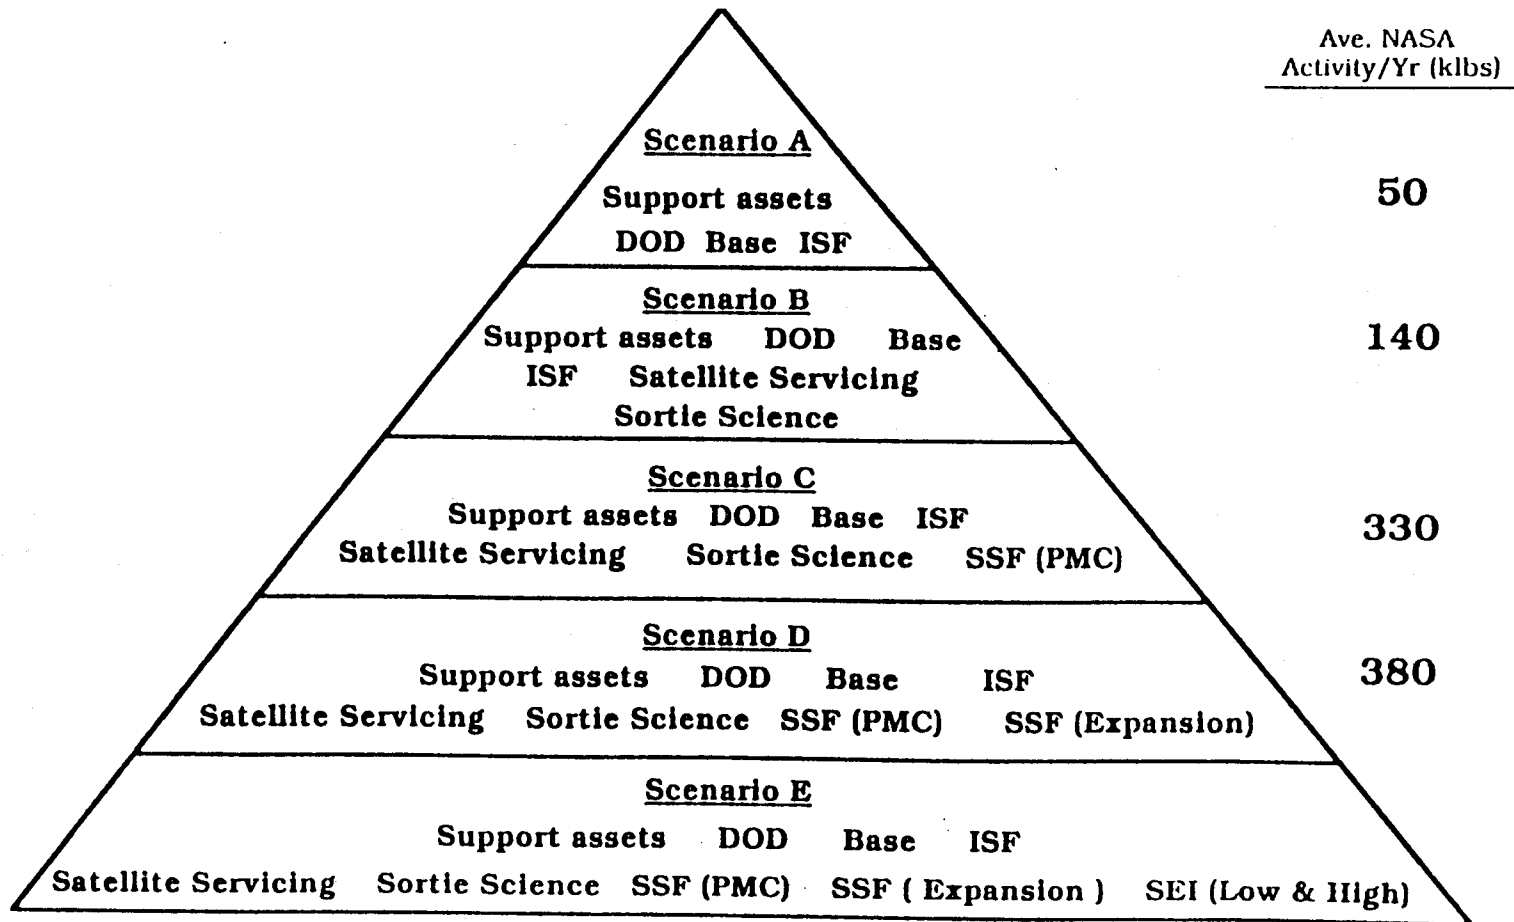 Ave. NASA
Activity/Yr (klbs)
Scenario A
Support assets
DOD Base ISF
50
Scenario B
Support assets DOD Base
ISF Satellite Servicing
Sortie Science
140
Scenario C
Support assets DOD Base ISF
Satellite Servicing Sortie Science SSF (PMC)
330
Scenario D
Support assets DOD Base ISF
Satellite Servicing Sortie Science SSF (PMC) SSF (Expansion)
380
Scenario E
Support assets DOD Base ISF
Satellite Servicing Sortie Science SSF (PMC) SSF ( Expansion ) SEI (Low & High)